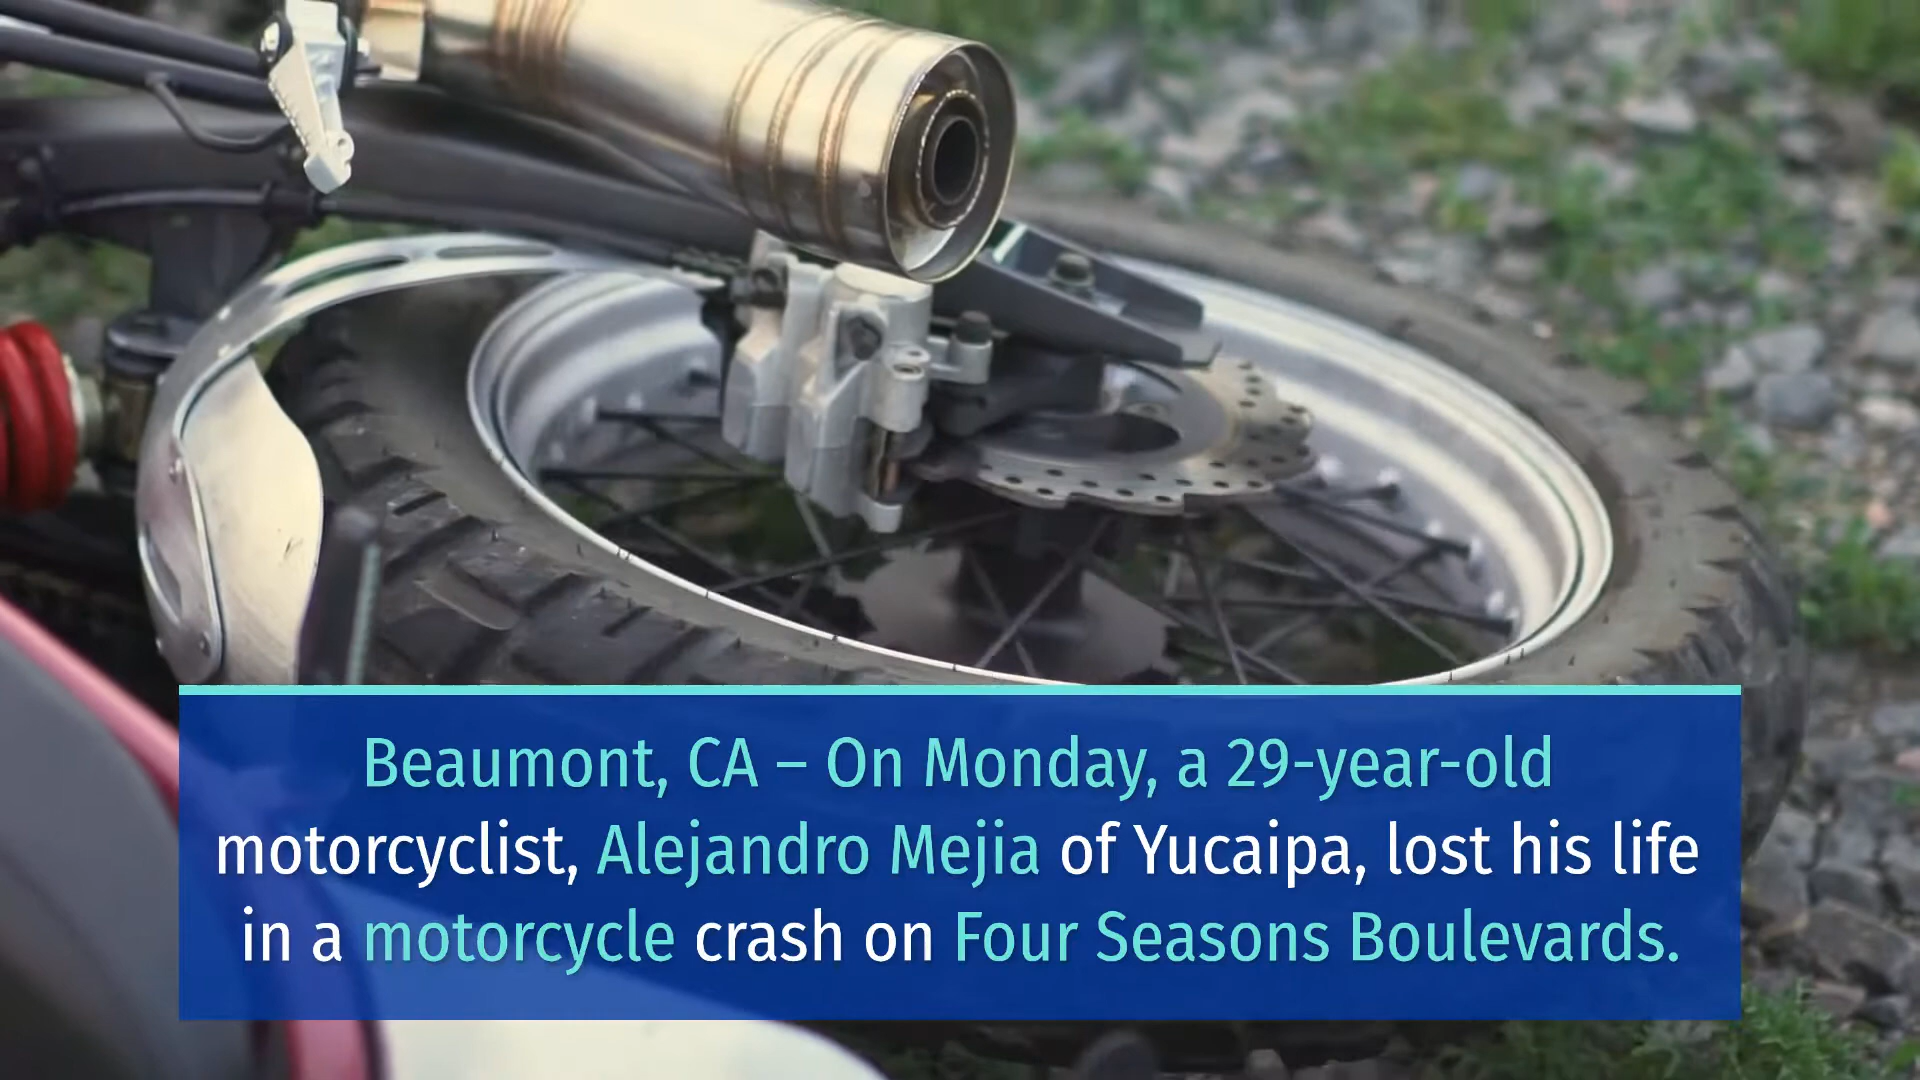 Beaumont, CA – On Monday, a 29-year-old
motorcyclist, Alejandro Mejia of Yucaipa, lost his life
in a motorcycle crash on Four Seasons Boulevards.